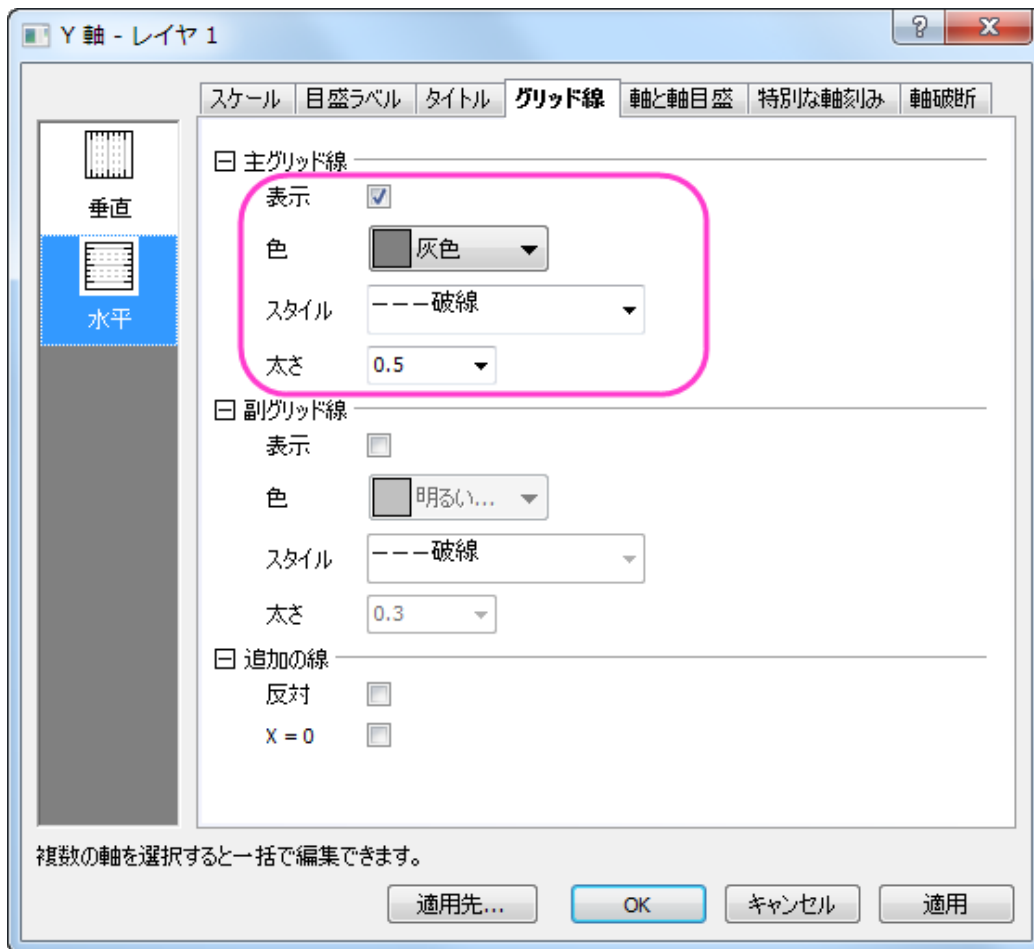 Y 軸 - レイヤ 1
スケール 目盛ラベル タイトル グリッド線 軸と軸目盛 特別な軸刻み 軸破断
垂直
水平
主グリッド線
表示
色 灰色
スタイル ---破線
太さ 0.5
副グリッド線
表示
色 明るい...
スタイル ---破線
太さ 0.3
追加の線
反対
X = 0
複数の軸を選択すると一括で編集できます。
適用先... OK キャンセル 適用